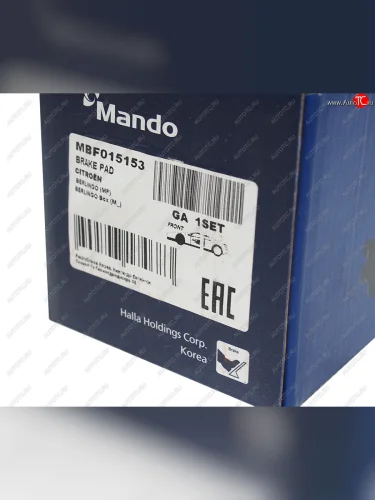 www.AutoTC.ru
Mando
MBF015153
BRAKE PAD
CITROEN
BERLINGO (MF)
BERLINGO Box (M_)
GA 1SET
FRONT
EAC
Halla Holdings Corp.
Korea
Brake